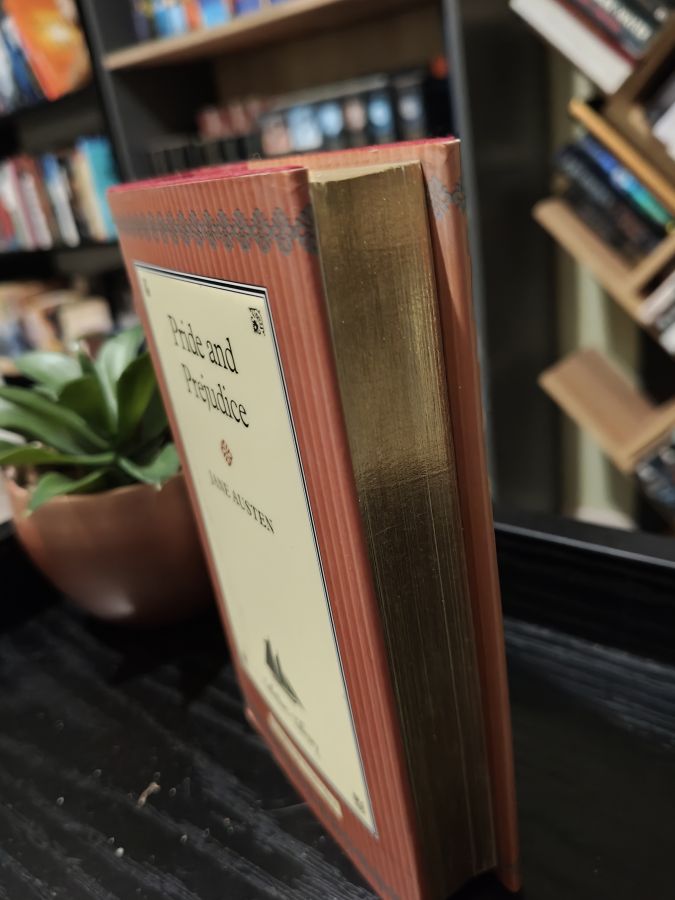 Pride and
Prejudice
JANE AUSTEN